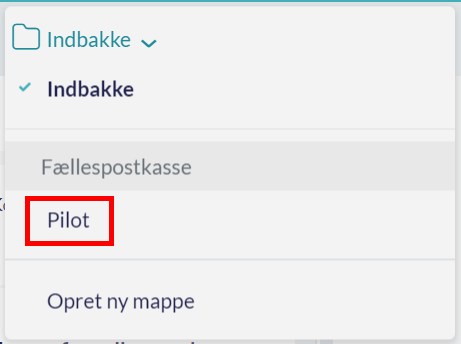 Indbakke
Indbakke
Fællespostkasse
Pilot
Opret ny mappe